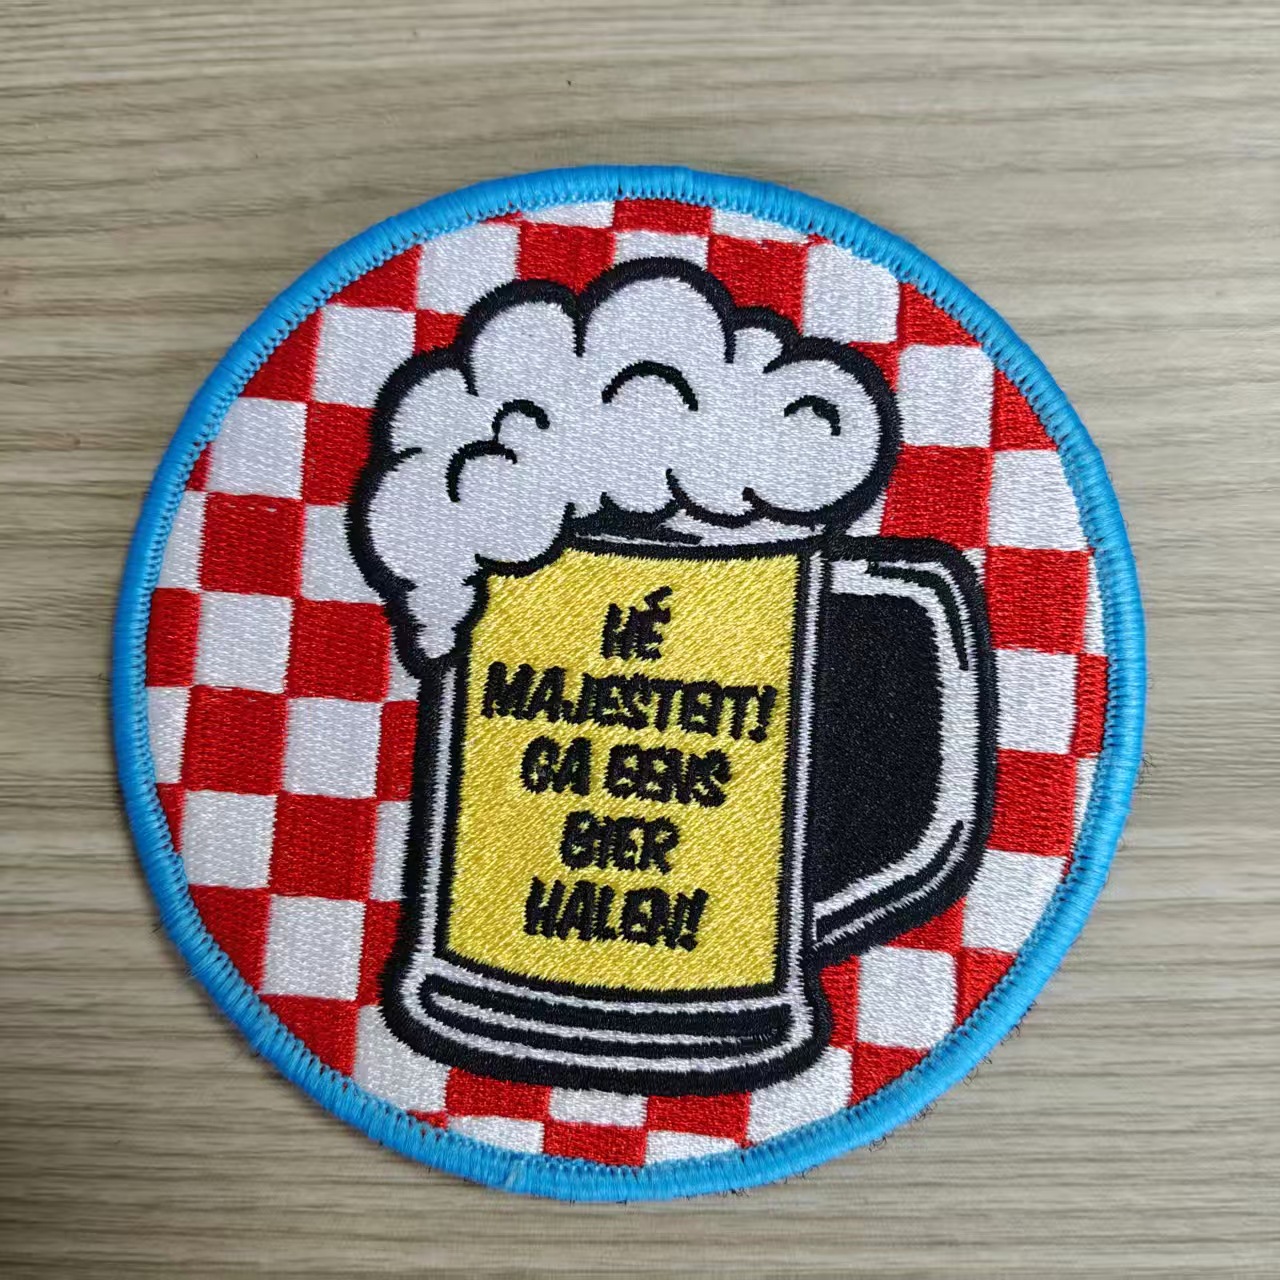 HÉ
MAJESTEIT!
GA EENS
BIER
HALEN!